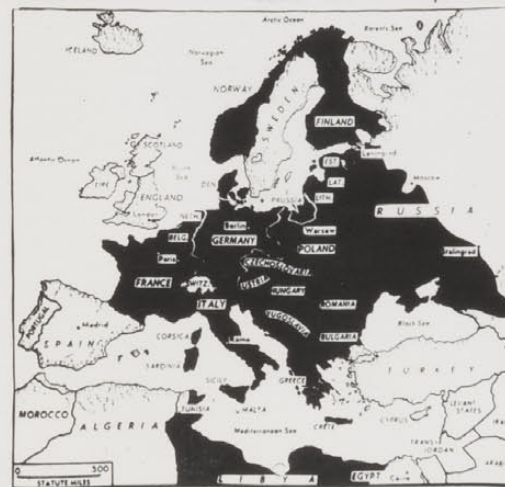 Arctic Ocean
Barents Sea
ICELAND
Norwegian Sea
NORWAY
SWEDEN
FINLAND
Leningrad
SCOTLAND
Atlantic Ocean
EIRE
ENGLAND
London
DEN.
EST.
LAT.
LITH.
Moscow
PRUSSIA
RUSSIA
NETH.
Berlin
GERMANY
Warsaw
POLAND
BELG.
Paris
Stalingrad
CZECHOSLOVAKIA
FRANCE
SWITZ.
AUSTRIA
HUNGARY
ITALY
ROMANIA
YUGOSLAVIA
BULGARIA
Black Sea
PORTUGAL
Madrid
SPAIN
CORSICA
Rome
SARDINIA
TURKEY
SICILY
GREECE
MOROCCO
ALGERIA
TUNISIA
MALTA
CRETE
CYPRUS
LEVANT STATES
Mediterranean Sea
TRANS-JORDAN
0 500
STATUTE MILES
LIBYA
EGYPT
Cairo